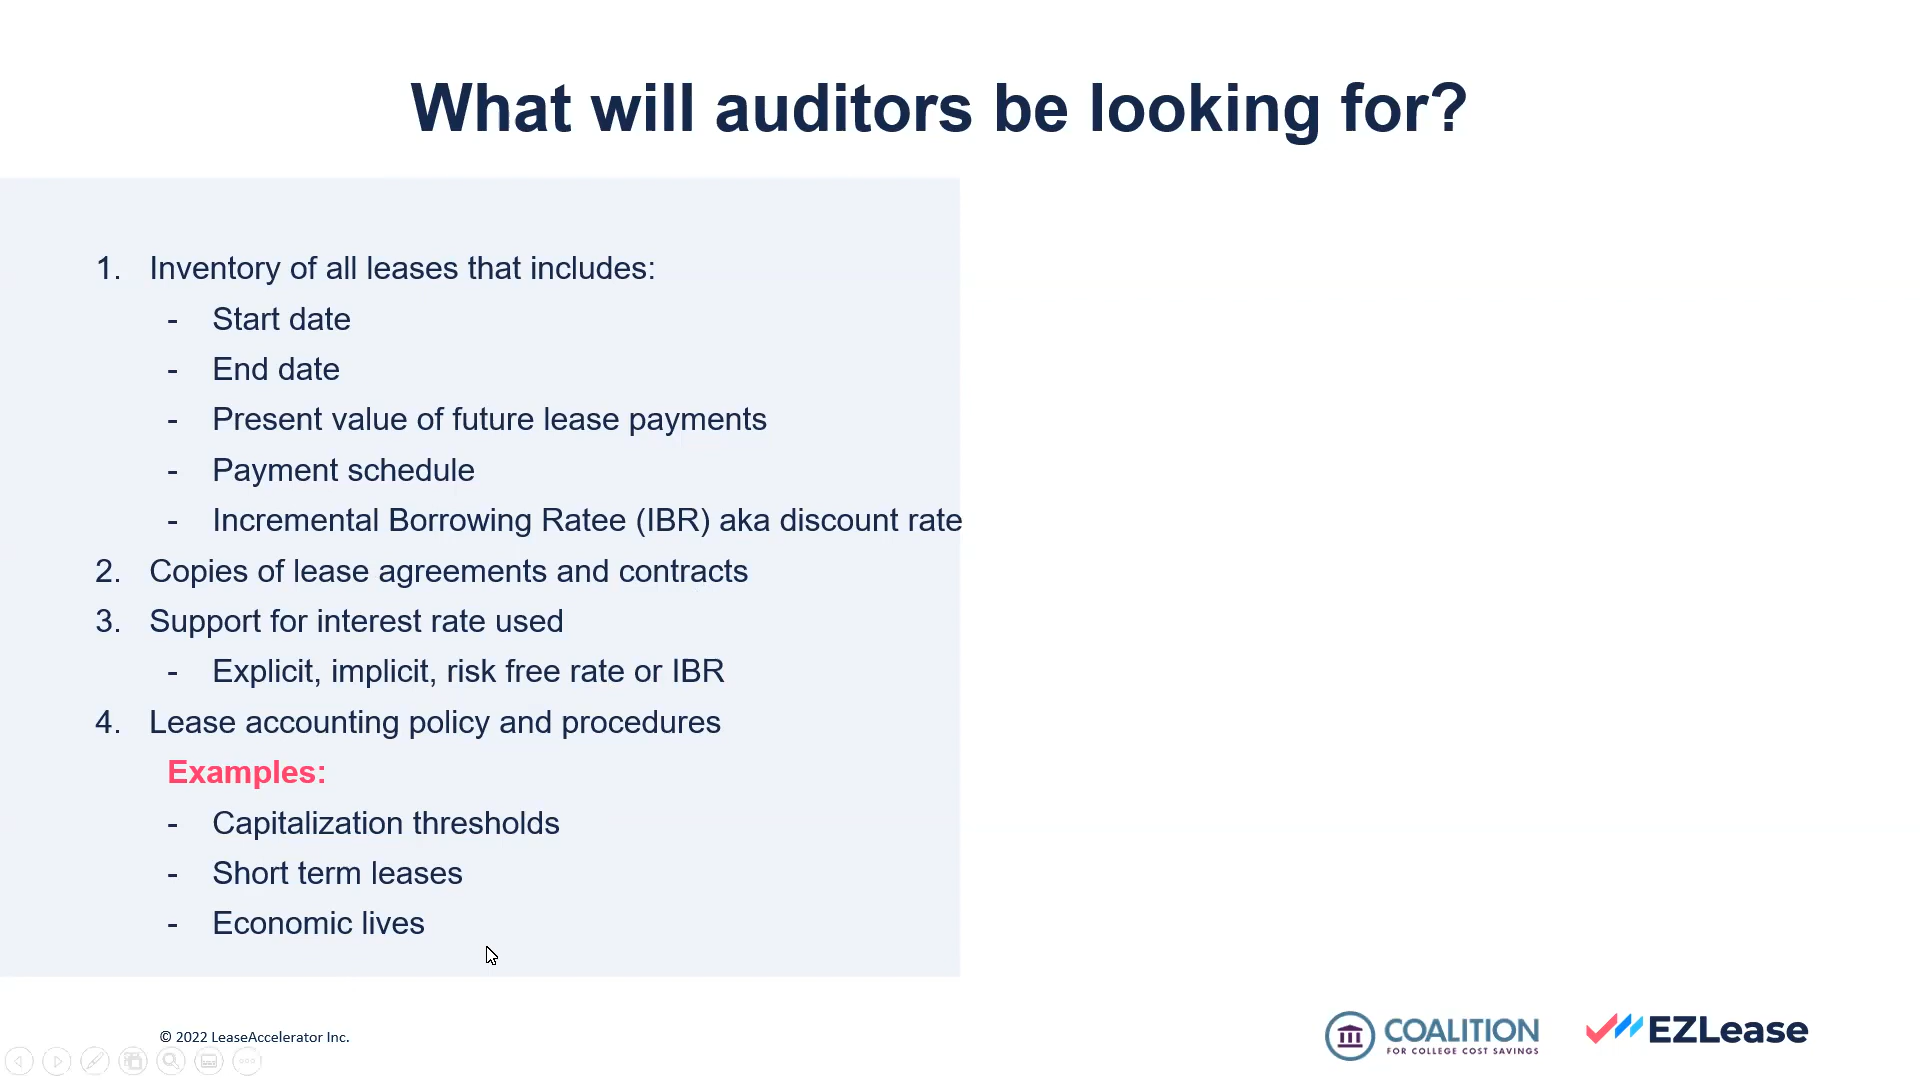 What will auditors be looking for?
1. Inventory of all leases that includes:
- Start date
- End date
- Present value of future lease payments
- Payment schedule
- Incremental Borrowing Ratee (IBR) aka discount rate
2. Copies of lease agreements and contracts
3. Support for interest rate used
- Explicit, implicit, risk free rate or IBR
4. Lease accounting policy and procedures
Examples:
- Capitalization thresholds
- Short term leases
- Economic lives
© 2022 LeaseAccelerator Inc.
COALITION
FOR COLLEGE COST SAVINGS
EZLease